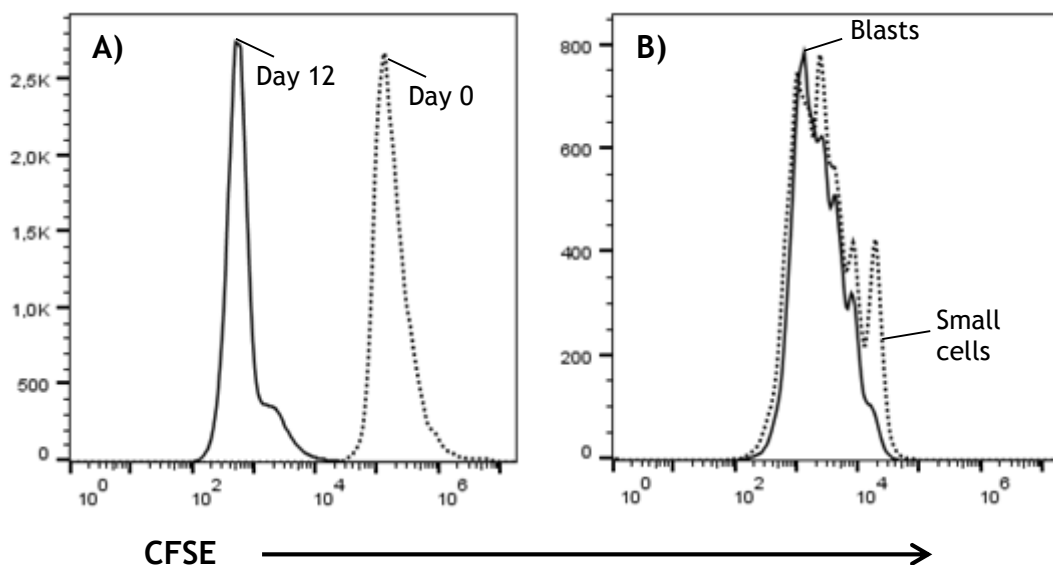 A)
Day 12
Day 0
2,5K
2,0K
1,5K
1,0K
500
0
10^0 10^2 10^4 10^6
B)
Blasts
Small
cells
800
600
400
200
0
10^0 10^2 10^4 10^6
CFSE